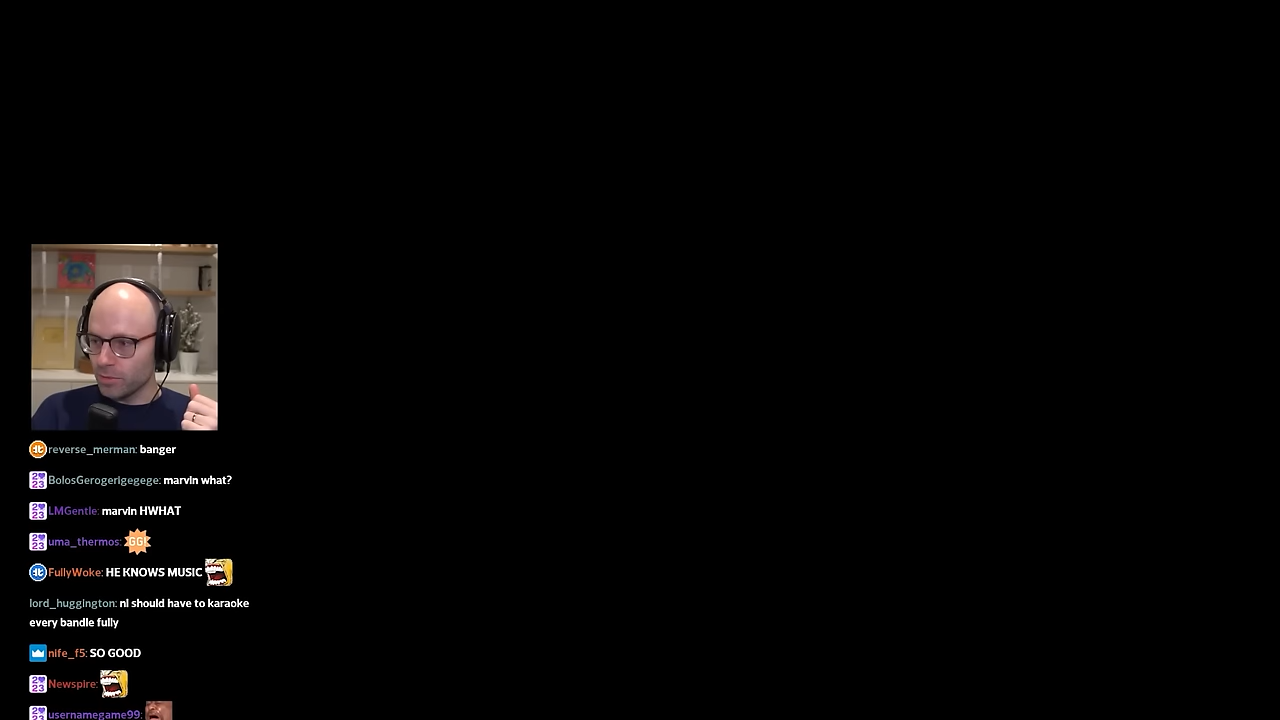 reverse_merman: banger
BolosGerogerigegege: marvin what?
LMGentle: marvin HWHAT
uma_thermos: GG!
FullyWoke: HE KNOWS MUSIC
lord_huggington: nl should have to karaoke
every bandle fully
nife_f5: SO GOOD
Newspire:
usernamegame99: